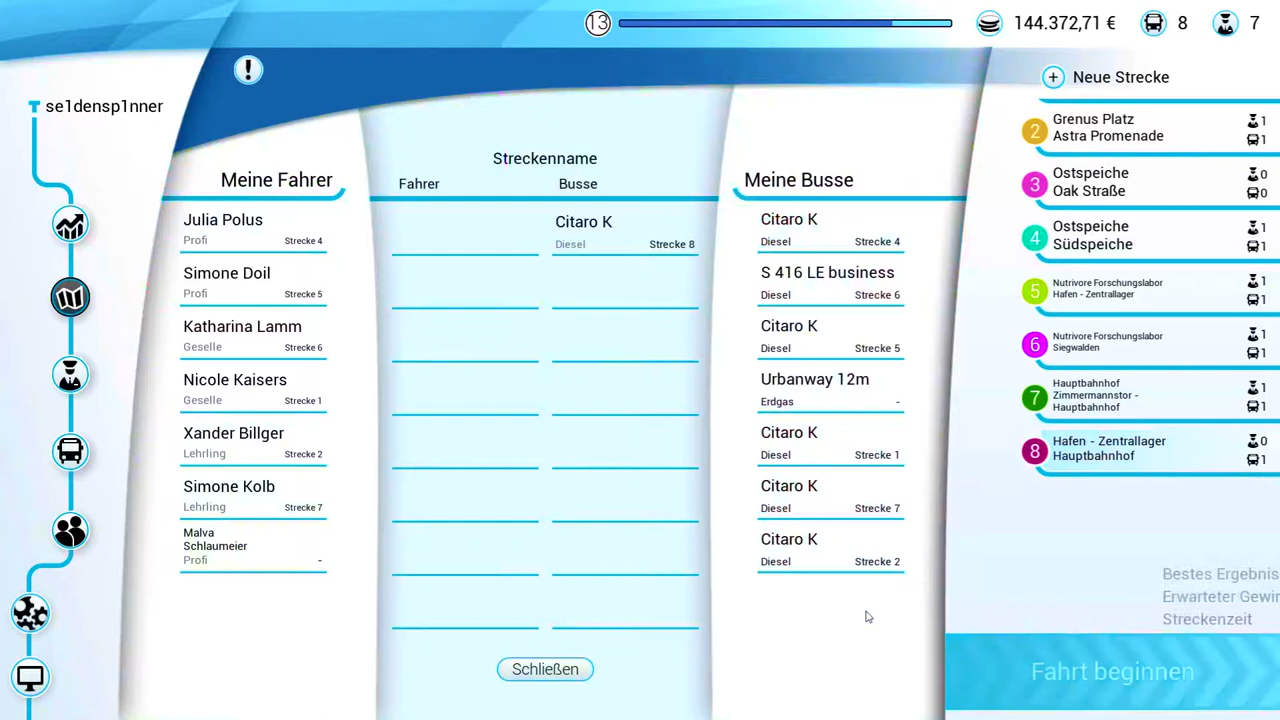 13
144.372,71 €
8
7
se1densp1nner
!
Meine Fahrer
Julia Polus
Profi Strecke 4
Simone Doil
Profi Strecke 5
Katharina Lamm
Geselle Strecke 6
Nicole Kaisers
Geselle Strecke 1
Xander Billger
Lehrling Strecke 2
Simone Kolb
Lehrling Strecke 7
Malva
Schlaumeier
Profi -
Streckenname
Fahrer Busse
Citaro K
Diesel Strecke 8
Schließen
Meine Busse
Citaro K
Diesel Strecke 4
S 416 LE business
Diesel Strecke 6
Citaro K
Diesel Strecke 5
Urbanway 12m
Erdgas -
Citaro K
Diesel Strecke 1
Citaro K
Diesel Strecke 7
Citaro K
Diesel Strecke 2
+ Neue Strecke
2
Grenus Platz 1
Astra Promenade 1
3
Ostspeiche 0
Oak Straße 0
4
Ostspeiche 1
Südspeiche 1
5
Nutrivore Forschungslabor 1
Hafen - Zentrallager 1
6
Nutrivore Forschungslabor 1
Siegwalden 1
7
Hauptbahnhof 1
Zimmermannstor -
Hauptbahnhof 1
8
Hafen - Zentrallager 0
Hauptbahnhof 1
Bestes Ergebnis
Erwarteter Gewin
Streckenzeit
Fahrt beginnen